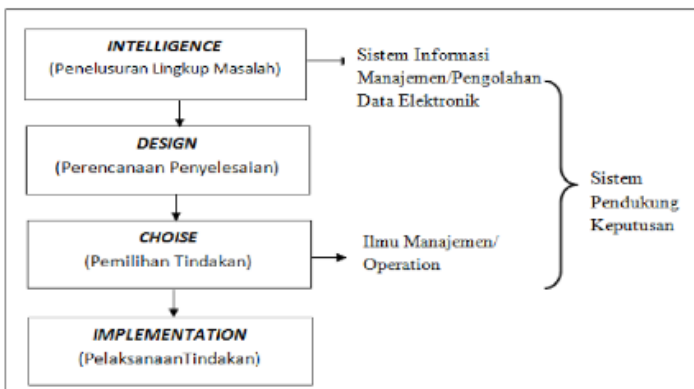 INTELLIGENCE
(Penelusuran Lingkup Masalah)
Sistem Informasi
Manajemen/Pengolahan
Data Elektronik
DESIGN
(Perencanaan Penyelesaian)
Sistem
Pendukung
Keputusan
CHOISE
(Pemilihan Tindakan)
Ilmu Manajemen/
Operation
IMPLEMENTATION
(PelaksanaanTindakan)